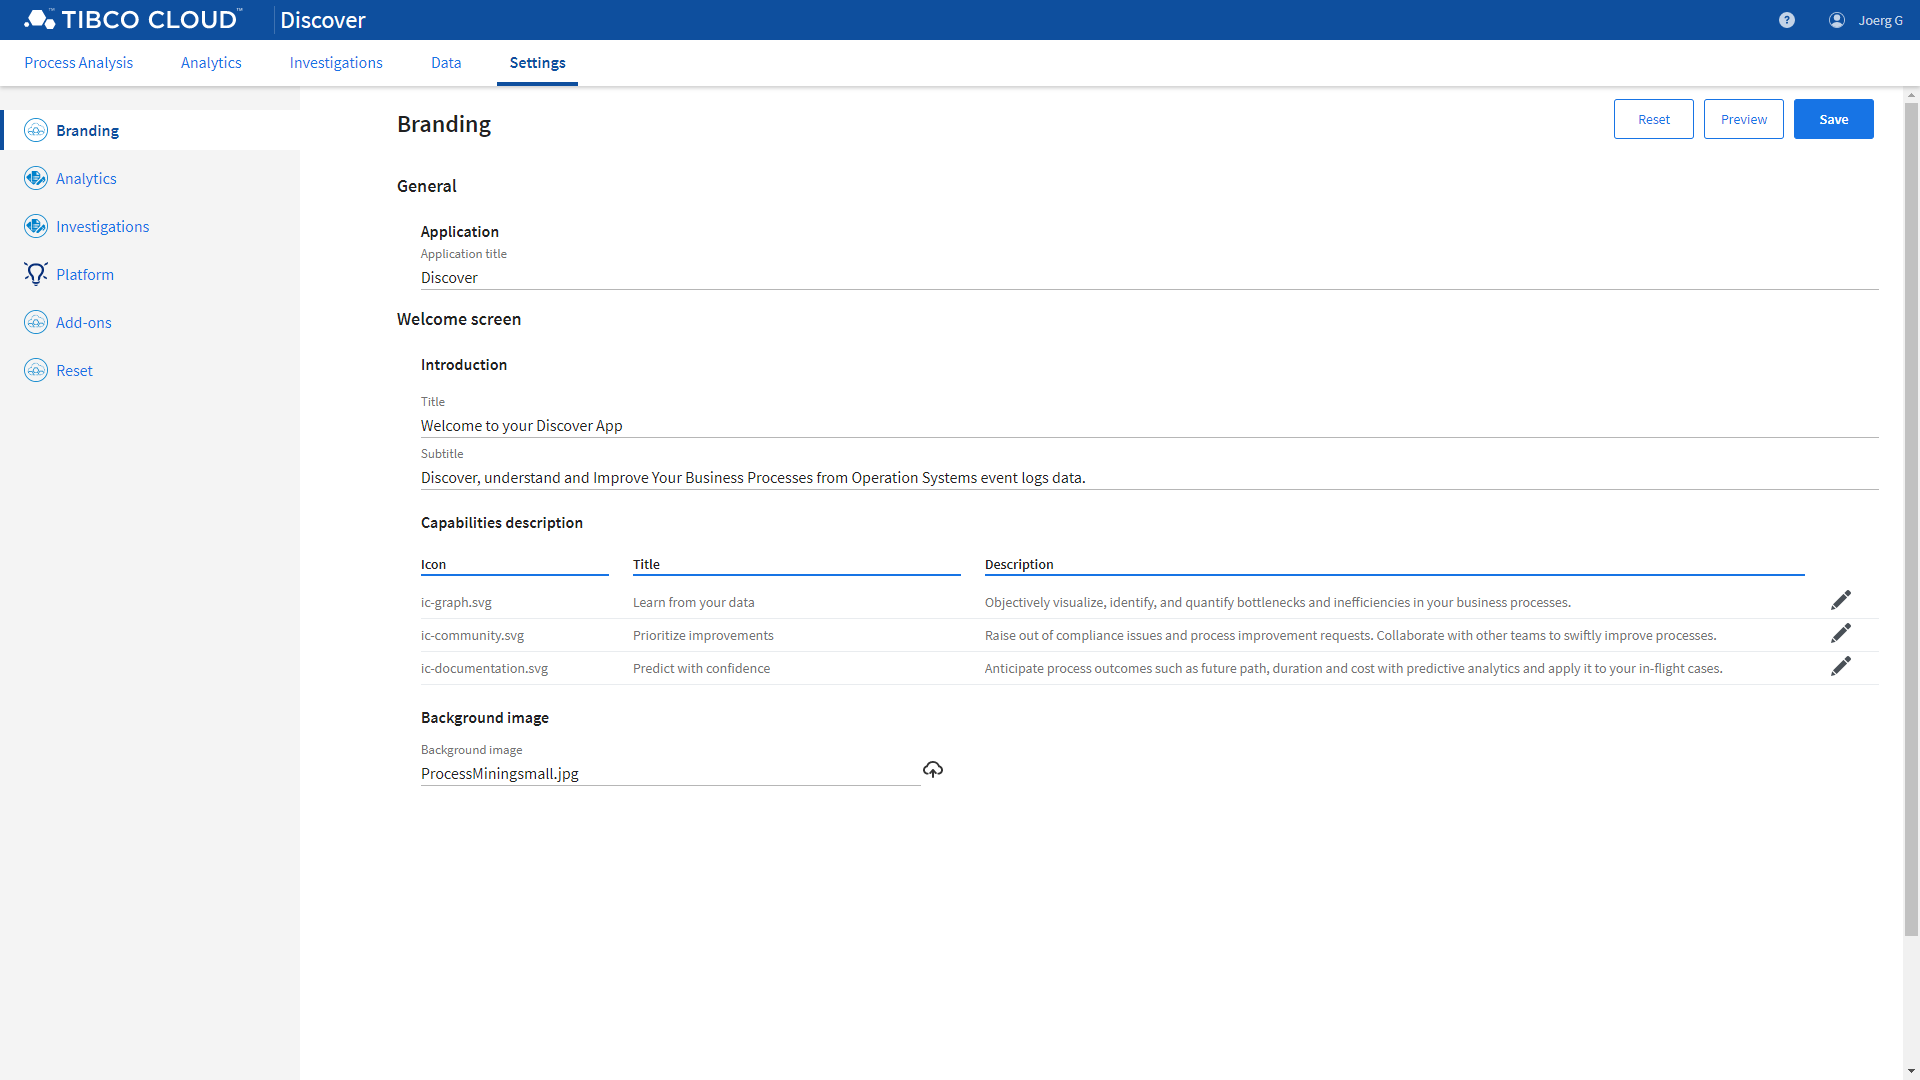 TIBCO CLOUD™ Discover ? Joerg G
Process Analysis Analytics Investigations Data Settings
Branding
Analytics
Investigations
Platform
Add-ons
Reset
Branding Reset Preview Save
General
Application
Application title
Discover
Welcome screen
Introduction
Title
Welcome to your Discover App
Subtitle
Discover, understand and Improve Your Business Processes from Operation Systems event logs data.
Capabilities description
Icon Title Description
ic-graph.svg Learn from your data Objectively visualize, identify, and quantify bottlenecks and inefficiencies in your business processes.
ic-community.svg Prioritize improvements Raise out of compliance issues and process improvement requests. Collaborate with other teams to swiftly improve processes.
ic-documentation.svg Predict with confidence Anticipate process outcomes such as future path, duration and cost with predictive analytics and apply it to your in-flight cases.
Background image
Background image
ProcessMiningsmall.jpg